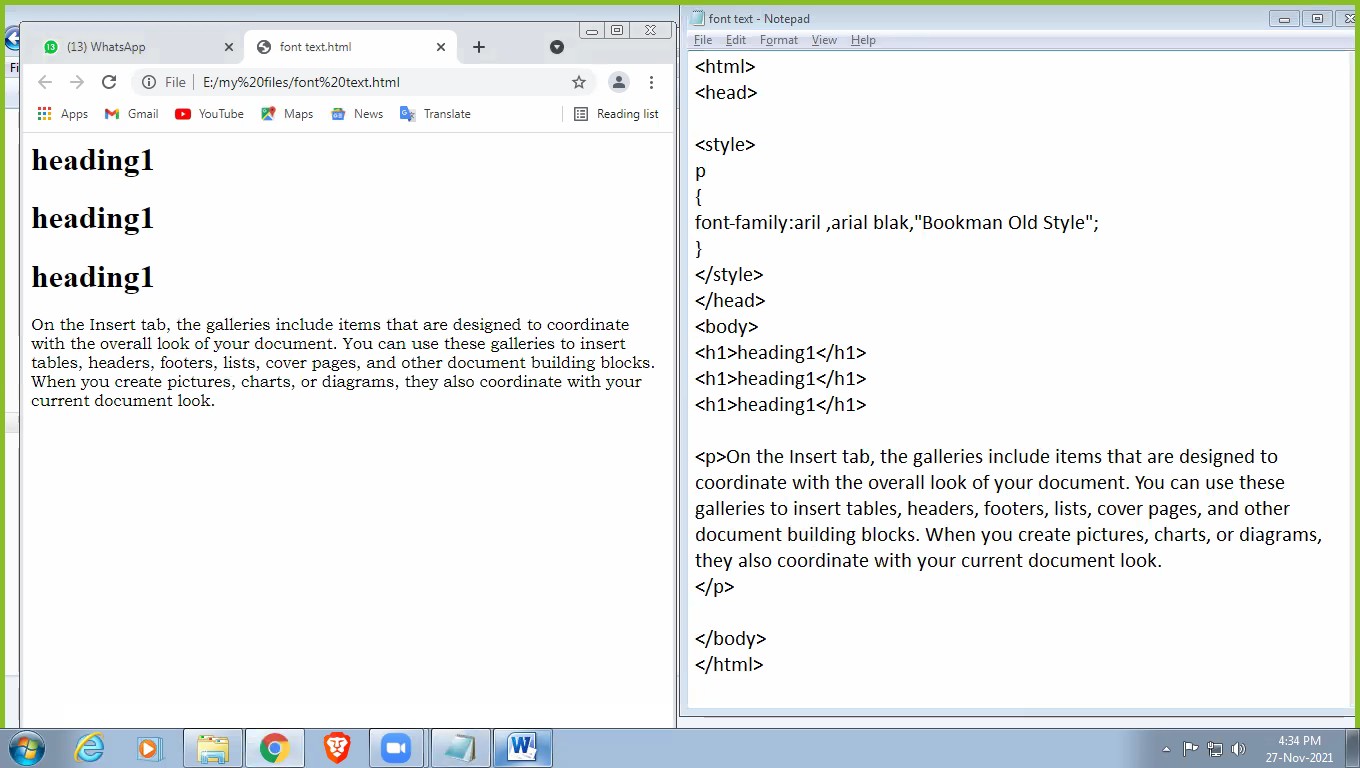 13 (13) WhatsApp
font text.html
File E:/my%20files/font%20text.html
Apps Gmail YouTube Maps News Translate Reading list
heading1
heading1
heading1
On the Insert tab, the galleries include items that are designed to coordinate
with the overall look of your document. You can use these galleries to insert
tables, headers, footers, lists, cover pages, and other document building blocks.
When you create pictures, charts, or diagrams, they also coordinate with your
current document look.
font text - Notepad
File Edit Format View Help
<html>
<head>
<style>
p
{
font-family:aril ,arial blak,"Bookman Old Style";
}
</style>
</head>
<body>
<h1>heading1</h1>
<h1>heading1</h1>
<h1>heading1</h1>
<p>On the Insert tab, the galleries include items that are designed to
coordinate with the overall look of your document. You can use these
galleries to insert tables, headers, footers, lists, cover pages, and other
document building blocks. When you create pictures, charts, or diagrams,
they also coordinate with your current document look.
</p>
</body>
</html>
4:34 PM
27-Nov-2021